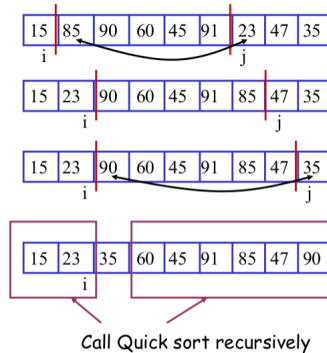 15 85 90 60 45 91 23 47 35
i j
15 23 90 60 45 91 85 47 35
i j
15 23 90 60 45 91 85 47 35
i j
15 23 35 60 45 91 85 47 90
i
Call Quick sort recursively